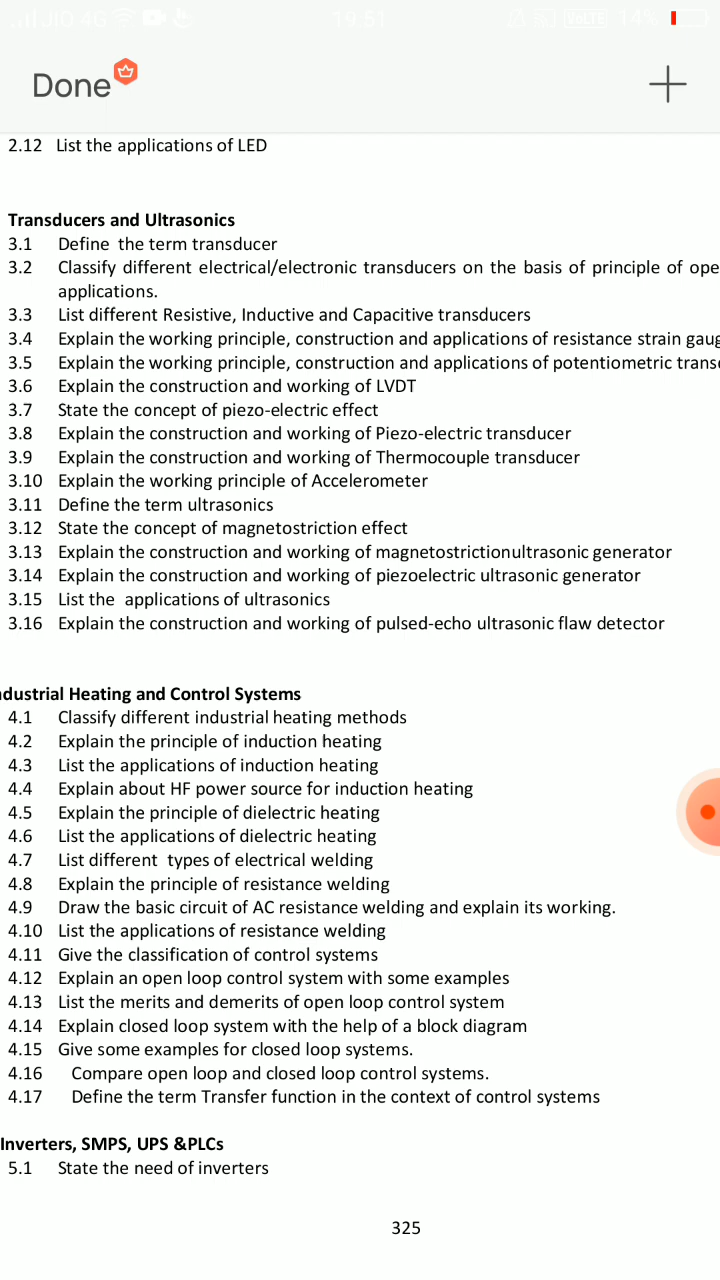 JIO 4G 19:51 VoLTE 14%
Done
2.12 List the applications of LED
Transducers and Ultrasonics
3.1 Define the term transducer
3.2 Classify different electrical/electronic transducers on the basis of principle of ope
applications.
3.3 List different Resistive, Inductive and Capacitive transducers
3.4 Explain the working principle, construction and applications of resistance strain gaug
3.5 Explain the working principle, construction and applications of potentiometric trans
3.6 Explain the construction and working of LVDT
3.7 State the concept of piezo-electric effect
3.8 Explain the construction and working of Piezo-electric transducer
3.9 Explain the construction and working of Thermocouple transducer
3.10 Explain the working principle of Accelerometer
3.11 Define the term ultrasonics
3.12 State the concept of magnetostriction effect
3.13 Explain the construction and working of magnetostrictionultrasonic generator
3.14 Explain the construction and working of piezoelectric ultrasonic generator
3.15 List the applications of ultrasonics
3.16 Explain the construction and working of pulsed-echo ultrasonic flaw detector
ndustrial Heating and Control Systems
4.1 Classify different industrial heating methods
4.2 Explain the principle of induction heating
4.3 List the applications of induction heating
4.4 Explain about HF power source for induction heating
4.5 Explain the principle of dielectric heating
4.6 List the applications of dielectric heating
4.7 List different types of electrical welding
4.8 Explain the principle of resistance welding
4.9 Draw the basic circuit of AC resistance welding and explain its working.
4.10 List the applications of resistance welding
4.11 Give the classification of control systems
4.12 Explain an open loop control system with some examples
4.13 List the merits and demerits of open loop control system
4.14 Explain closed loop system with the help of a block diagram
4.15 Give some examples for closed loop systems.
4.16 Compare open loop and closed loop control systems.
4.17 Define the term Transfer function in the context of control systems
Inverters, SMPS, UPS &PLCs
5.1 State the need of inverters
325